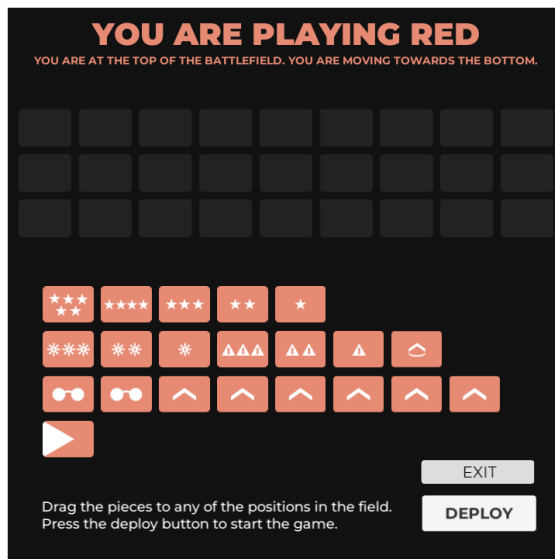 YOU ARE PLAYING RED
YOU ARE AT THE TOP OF THE BATTLEFIELD. YOU ARE MOVING TOWARDS THE BOTTOM.
EXIT
Drag the pieces to any of the positions in the field.
Press the deploy button to start the game.
DEPLOY